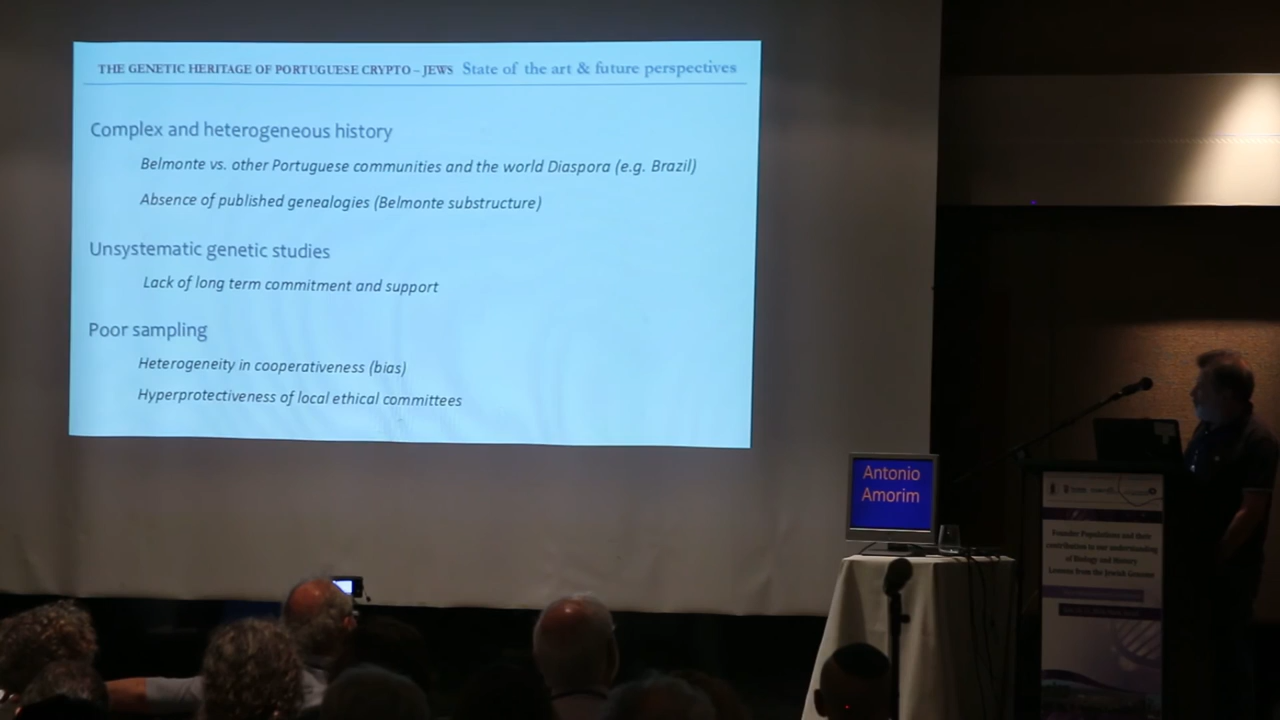 THE GENETIC HERITAGE OF PORTUGUESE CRYPTO – JEWS State of the art & future perspectives
Complex and heterogeneous history
Belmonte vs. other Portuguese communities and the world Diaspora (e.g. Brazil)
Absence of published genealogies (Belmonte substructure)
Unsystematic genetic studies
Lack of long term commitment and support
Poor sampling
Heterogeneity in cooperativeness (bias)
Hyperprotectiveness of local ethical committees
Antonio
Amorim
Founder Populations and their
contribution to our understanding
of Biology and History
Lessons from the Jewish Genome